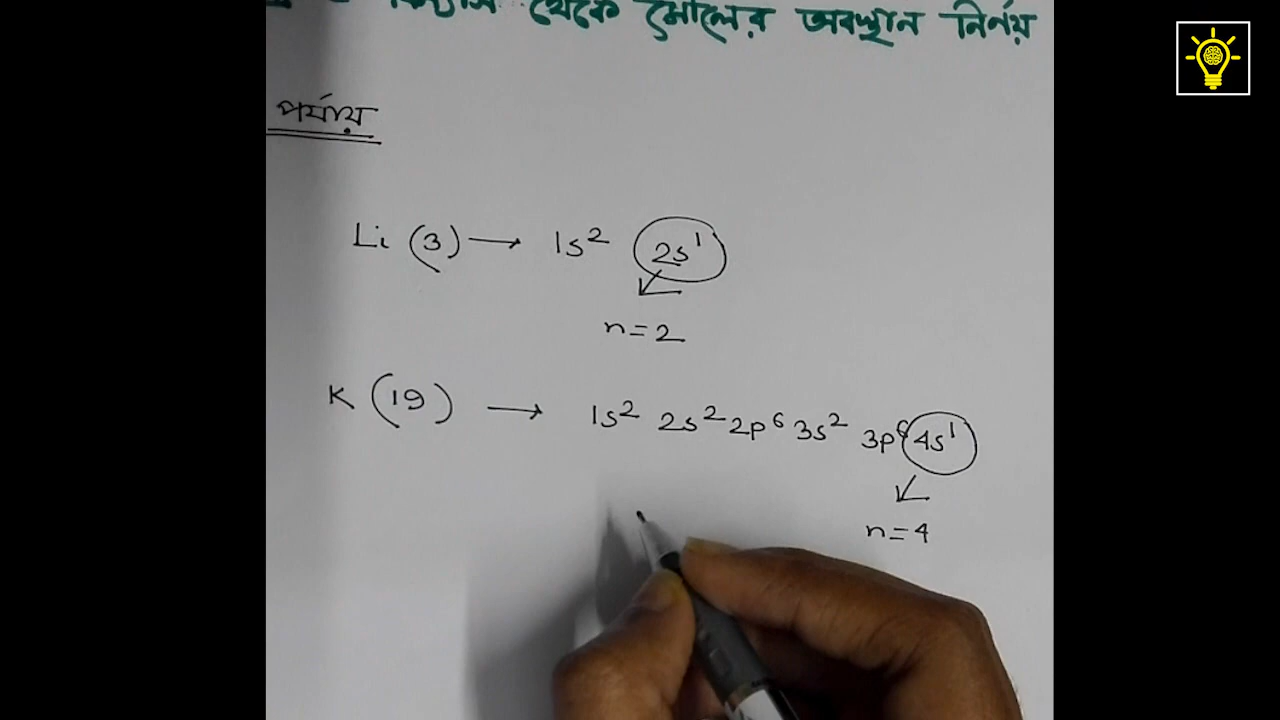 থেকে মৌলের অবস্থান নির্ণয়
পর্যায়
Li (3) → 1s² 2s¹
n=2
K (19) → 1s² 2s² 2p⁶ 3s² 3p⁶ 4s¹
n=4